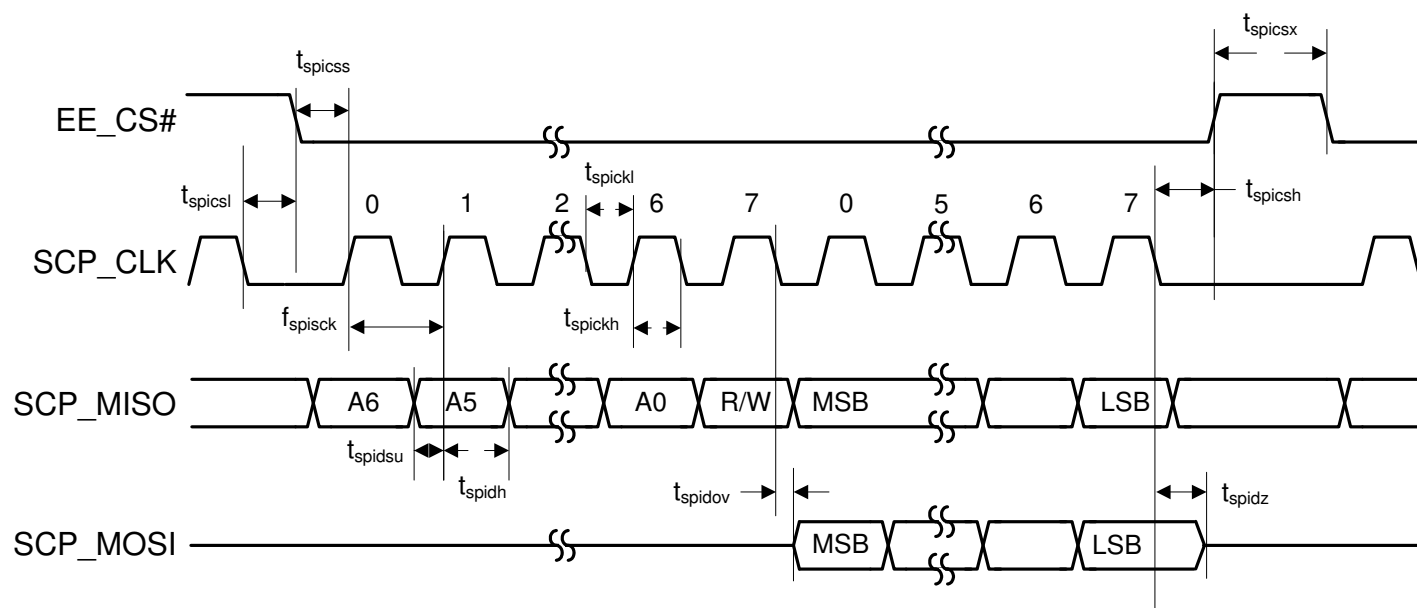 t_spicsx
t_spicss
EE_CS#
t_spickl
t_spicsl
t_spicsh
0 1 2 6 7 0 5 6 7
SCP_CLK
f_spisck
t_spickh
SCP_MISO A6 A5 A0 R/W MSB LSB
t_spidsu
t_spidh
t_spidov
t_spidz
SCP_MOSI MSB LSB